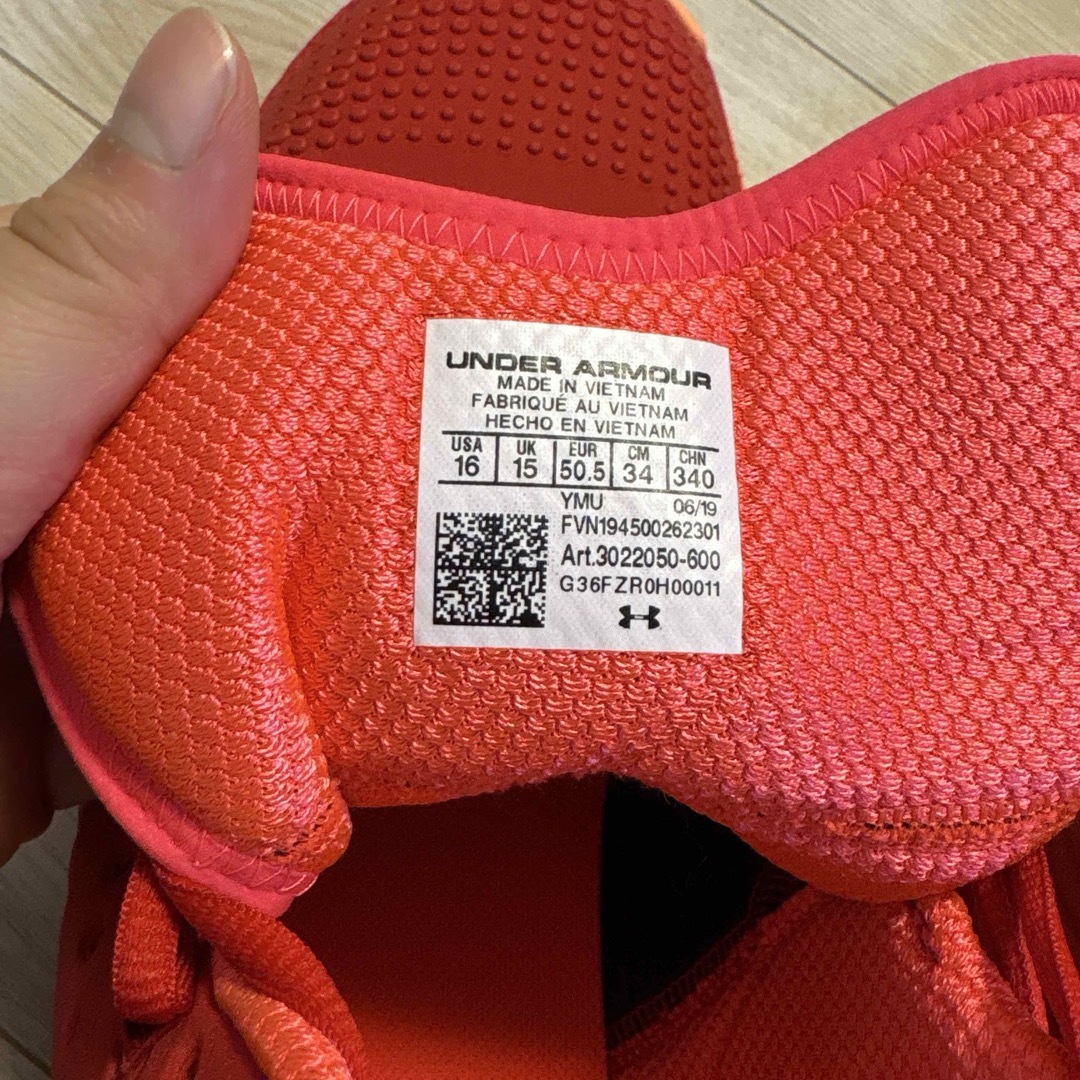 UNDER ARMOUR
MADE IN VIETNAM
FABRIQUÉ AU VIETNAM
HECHO EN VIETNAM
USA UK EUR CM CHN
16 15 50.5 34 340
YMU 06/19
FVN194500262301
Art.3022050-600
G36FZR0H00011